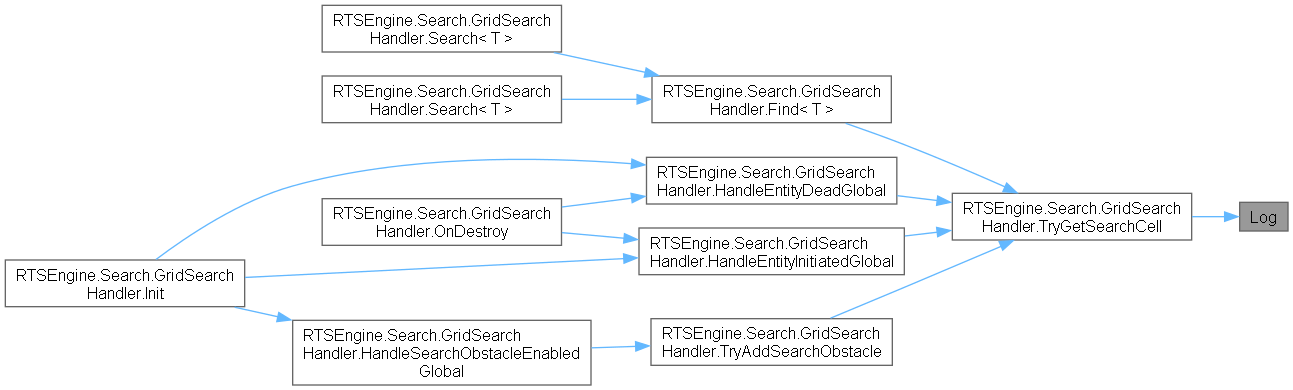 RTSEngine.Search.GridSearch
Handler.Search< T >
RTSEngine.Search.GridSearch
Handler.Search< T >
RTSEngine.Search.GridSearch
Handler.Find< T >
RTSEngine.Search.GridSearch
Handler.HandleEntityDeadGlobal
RTSEngine.Search.GridSearch
Handler.OnDestroy
RTSEngine.Search.GridSearch
Handler.TryGetSearchCell
Log
RTSEngine.Search.GridSearch
Handler.HandleEntityInitiatedGlobal
RTSEngine.Search.GridSearch
Handler.Init
RTSEngine.Search.GridSearch
Handler.HandleSearchObstacleEnabled
Global
RTSEngine.Search.GridSearch
Handler.TryAddSearchObstacle